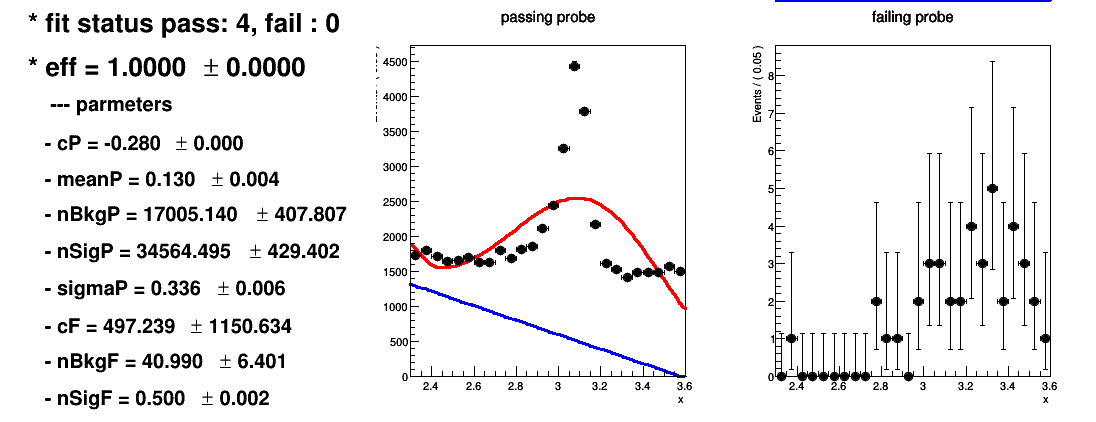 * fit status pass: 4, fail : 0
* eff = 1.0000 ± 0.0000
--- parmeters
- cP = -0.280 ± 0.000
- meanP = 0.130 ± 0.004
- nBkgP = 17005.140 ± 407.807
- nSigP = 34564.495 ± 429.402
- sigmaP = 0.336 ± 0.006
- cF = 497.239 ± 1150.634
- nBkgF = 40.990 ± 6.401
- nSigF = 0.500 ± 0.002
passing probe
4500
4000
3500
3000
2500
2000
1500
1000
500
0
2.4 2.6 2.8 3 3.2 3.4 3.6
x
failing probe
Events / ( 0.05 )
8
7
6
5
4
3
2
1
0
2.4 2.6 2.8 3 3.2 3.4 3.6
x